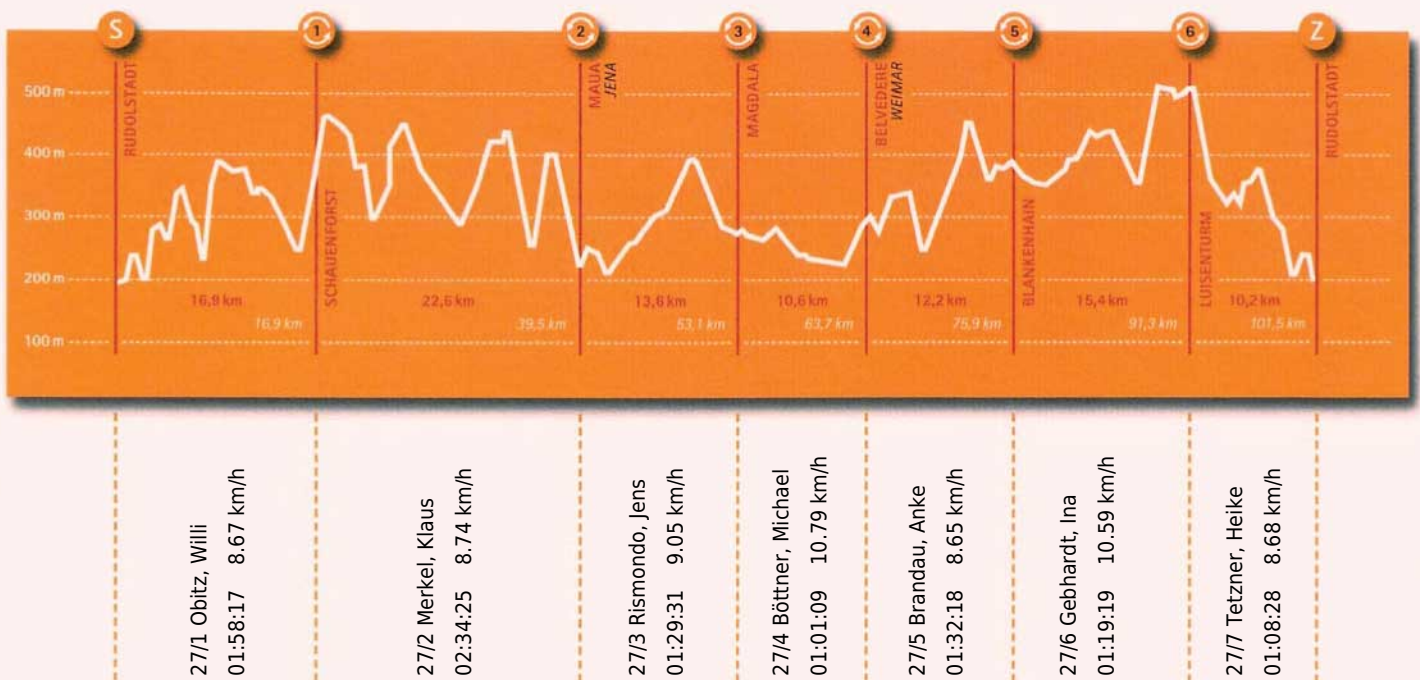 S
1
2
3
4
5
6
Z
500 m
400 m
300 m
200 m
100 m
RUDOLSTADT
SCHAUENFORST
MAUA
JENA
MAGDALA
BELVEDERE
WEIMAR
BLANKENHAIN
LUISENTURM
RUDOLSTADT
16,9 km
22,6 km
13,6 km
10,6 km
12,2 km
15,4 km
10,2 km
16,9 km
39,5 km
53,1 km
63,7 km
75,9 km
91,3 km
101,5 km
27/1 Obitz, Willi
01:58:17 8.67 km/h
27/2 Merkel, Klaus
02:34:25 8.74 km/h
27/3 Rismondo, Jens
01:29:31 9.05 km/h
27/4 Böttner, Michael
01:01:09 10.79 km/h
27/5 Brandau, Anke
01:32:18 8.65 km/h
27/6 Gebhardt, Ina
01:19:19 10.59 km/h
27/7 Tetzner, Heike
01:08:28 8.68 km/h